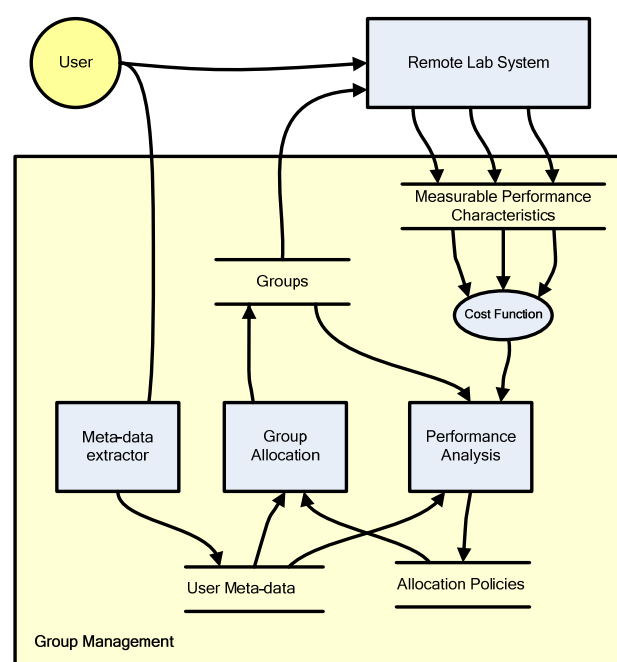 User
Remote Lab System
Measurable Performance
Characteristics
Groups
Cost Function
Meta-data
extractor
Group
Allocation
Performance
Analysis
User Meta-data
Allocation Policies
Group Management